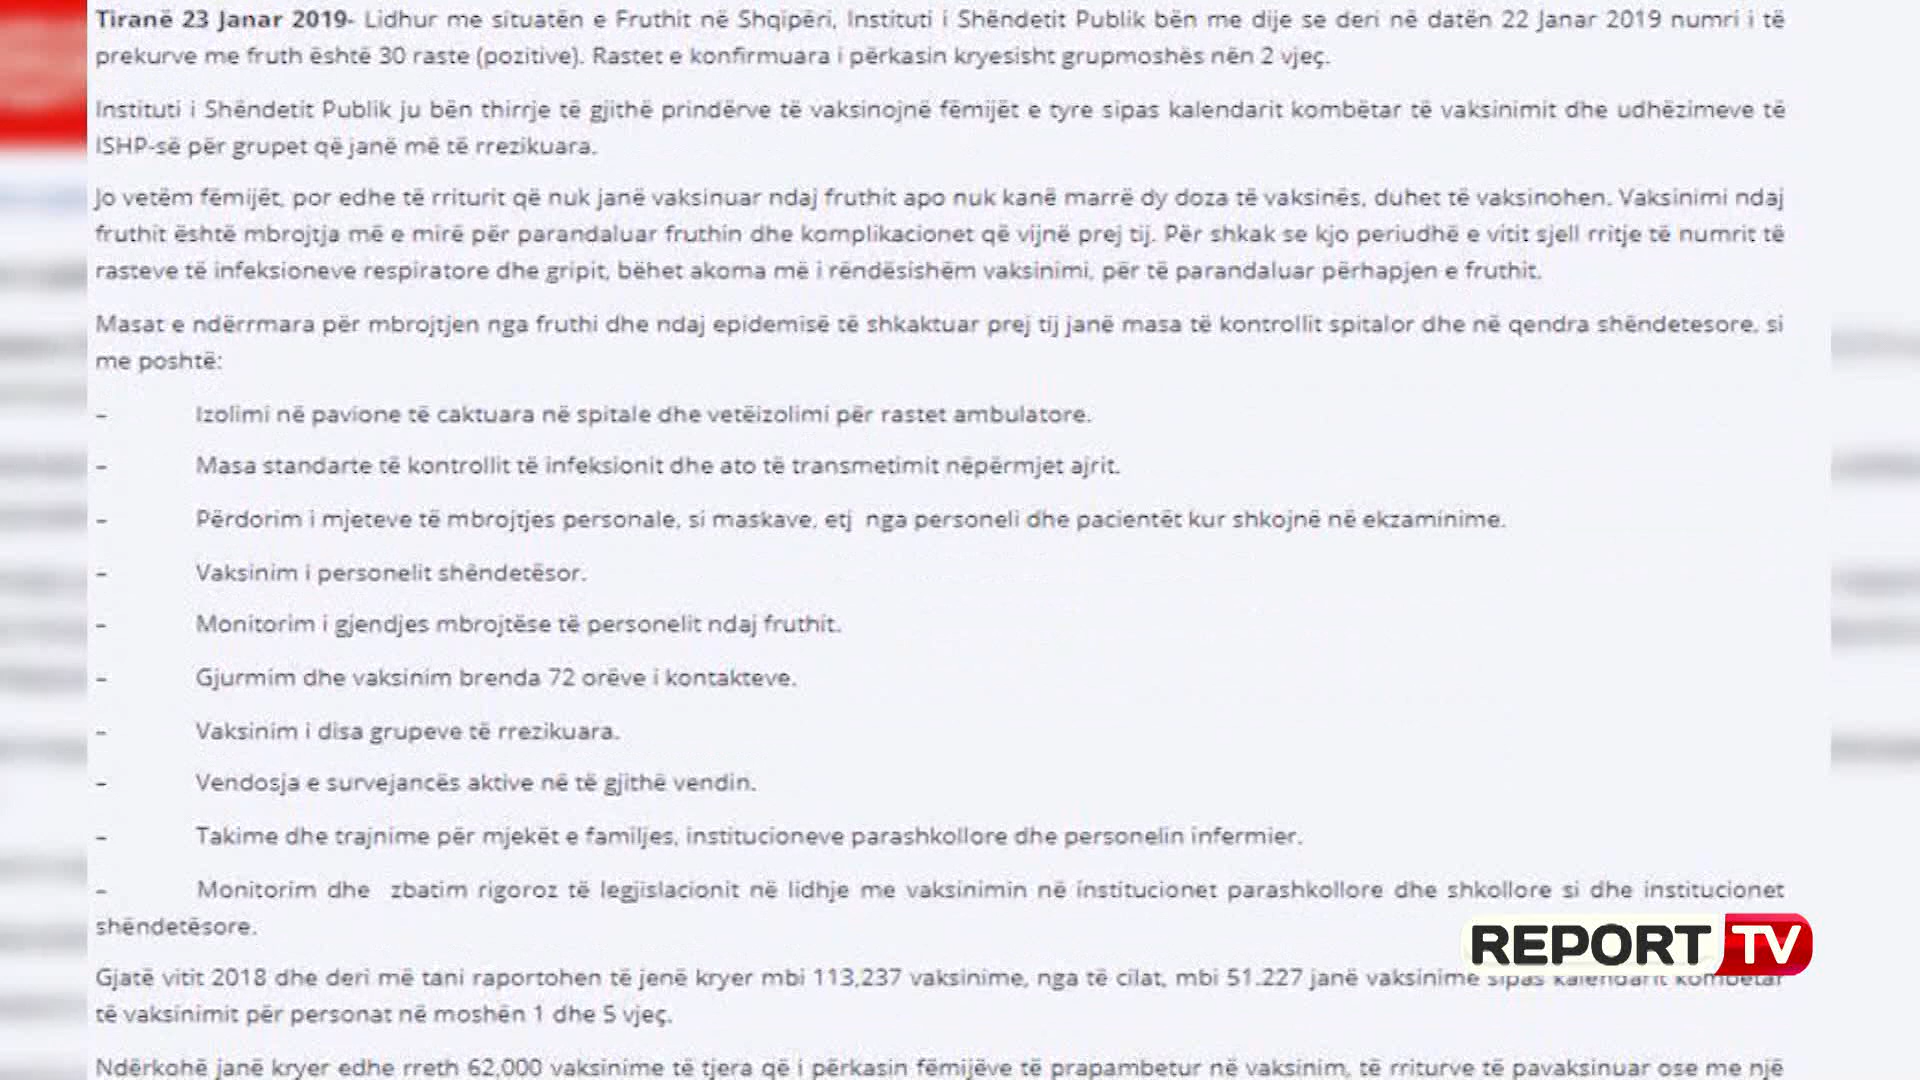 Tiranë 23 Janar 2019- Lidhur me situatën e Fruthit në Shqipëri, Instituti i Shëndetit Publik bën me dije se deri në datën 22 Janar 2019 numri i të
prekurve me fruth është 30 raste (pozitive). Rastet e konfirmuara i përkasin kryesisht grupmoshës nën 2 vjeç.
Instituti i Shëndetit Publik ju bën thirrje të gjithë prindërve të vaksinojnë fëmijët e tyre sipas kalendarit kombëtar të vaksinimit dhe udhëzimeve të
ISHP-së për grupet që janë më të rrezikuara.
Jo vetëm fëmijët, por edhe të rriturit që nuk janë vaksinuar ndaj fruthit apo nuk kanë marrë dy doza të vaksinës, duhet të vaksinohen. Vaksinimi ndaj
fruthit është mbrojtja më e mirë për parandaluar fruthin dhe komplikacionet që vijnë prej tij. Për shkak se kjo periudhë e vitit sjell rritje të numrit të
rasteve të infeksioneve respiratore dhe gripit, bëhet akoma më i rëndësishëm vaksinimi, për të parandaluar përhapjen e fruthit.
Masat e ndërrmara për mbrojtjen nga fruthi dhe ndaj epidemisë të shkaktuar prej tij janë masa të kontrollit spitalor dhe në qendra shëndetesore, si
me poshtë:
– Izolimi në pavione të caktuara në spitale dhe vetëizolimi për rastet ambulatore.
– Masa standarte të kontrollit të infeksionit dhe ato të transmetimit nëpërmjet ajrit.
– Përdorim i mjeteve të mbrojtjes personale, si maskave, etj nga personeli dhe pacientët kur shkojnë në ekzaminime.
– Vaksinim i personelit shëndetësor.
– Monitorim i gjendjes mbrojtëse të personelit ndaj fruthit.
– Gjurmim dhe vaksinim brenda 72 orëve i kontakteve.
– Vaksinim i disa grupeve të rrezikuara.
– Vendosja e survejancës aktive në të gjithë vendin.
– Takime dhe trajnime për mjekët e familjes, institucioneve parashkollore dhe personelin infermier.
– Monitorim dhe zbatim rigoroz të legjislacionit në lidhje me vaksinimin në institucionet parashkollore dhe shkollore si dhe institucionet
shëndetësore.
REPORT TV
Gjatë vitit 2018 dhe deri më tani raportohen të jenë kryer mbi 113,237 vaksinime, nga të cilat, mbi 51.227 janë vaksinime sipas kalendarit kombëtar
të vaksinimit për personat në moshën 1 dhe 5 vjeç.
Ndërkohë janë kryer edhe rreth 62,000 vaksinime të tjera që i përkasin fëmijëve të prapambetur në vaksinim, të rriturve të pavaksinuar ose me një